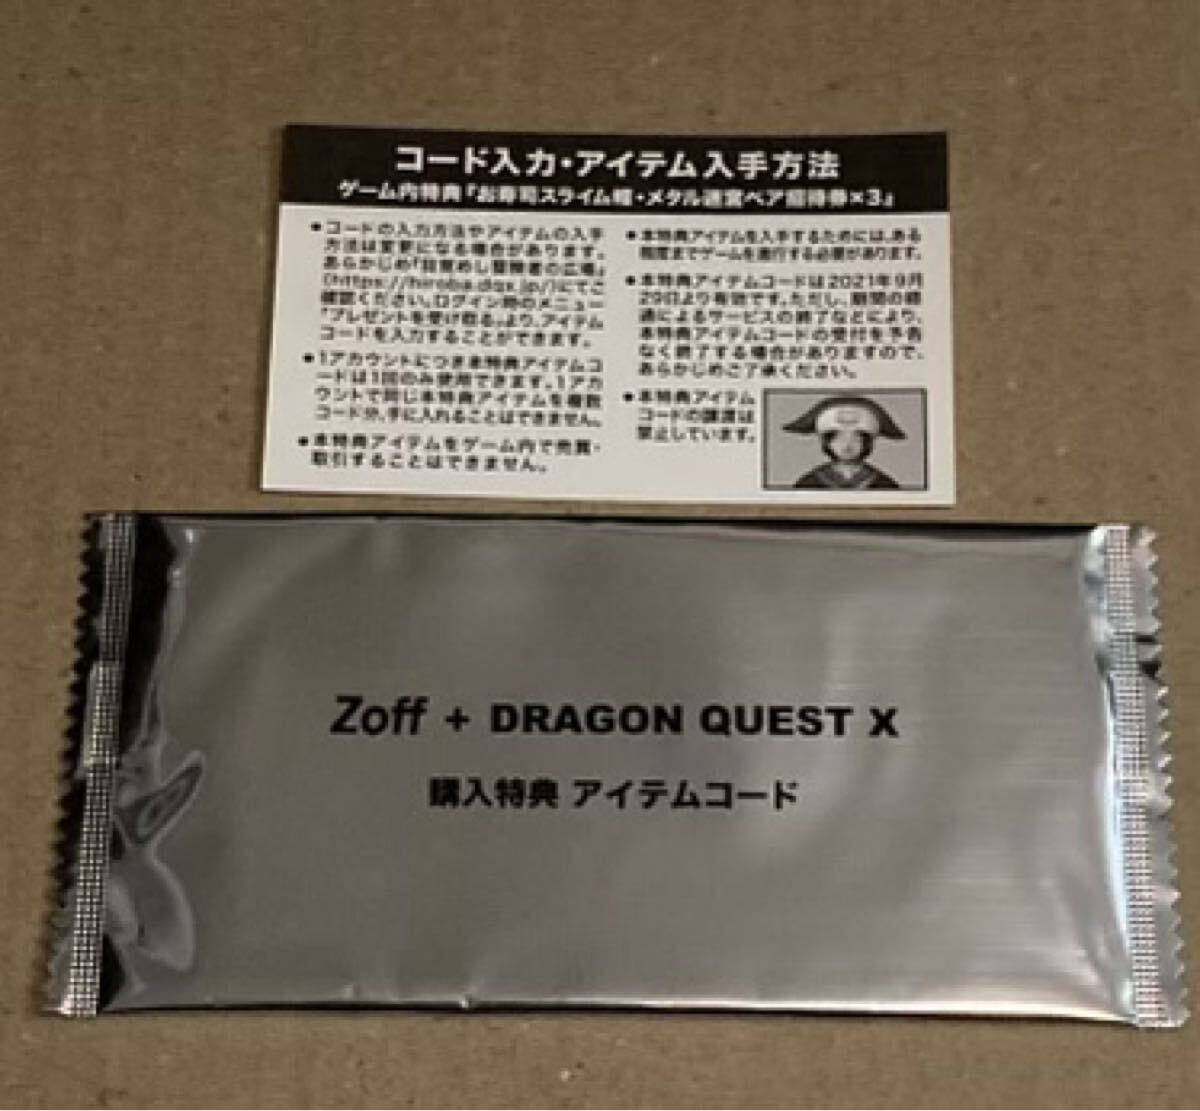 コード入力・アイテム入手方法
ゲーム内特典「お寿司スライム帽・メタル迷宮ペア招待券×3」
●コードの入力方法やアイテムの入手
方法は変更になる場合があります。
あらかじめ「目覚めし冒険者の広場」
(https://hiroba.dqx.jp/)にてご
確認ください。ログイン時のメニュー
「プレゼントを受け取る」より、アイテム
コードを入力することができます。
●1アカウントにつき本特典アイテムコ
ードは1回のみ使用できます。1アカ
ウントで同じ本特典アイテムを複数
コード分、手に入れることはできません。
●本特典アイテムをゲーム内で売買・
取引することはできません。
●本特典アイテムを入手するためには、ある
程度までゲームを進行する必要があります。
●本特典アイテムコードは2021年9月
29日より有効です。ただし、期間の経
過によるサービスの終了などにより、
本特典アイテムコードの受付を予告
なく終了する場合がありますので、
あらかじめご了承ください。
●本特典アイテム
コードの譲渡は
禁止しています。
Zoff + DRAGON QUEST X
購入特典 アイテムコード